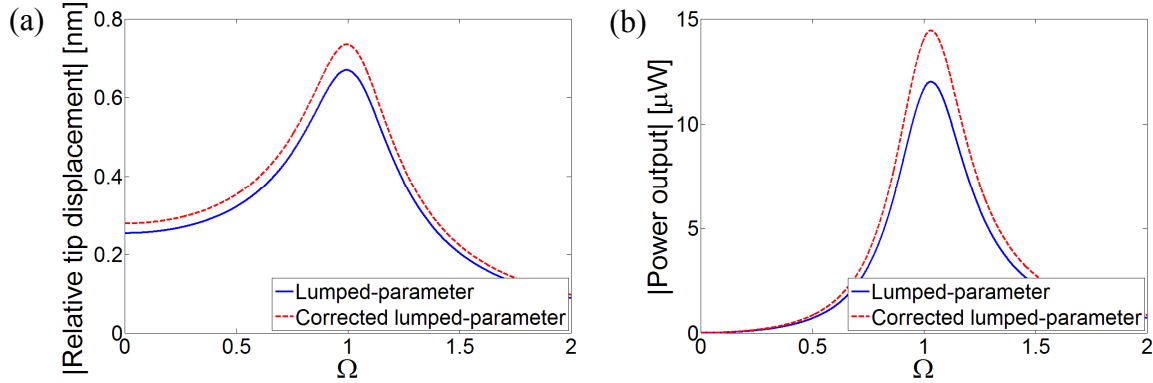 (a)
|Relative tip displacement| [nm]
0.8
0.6
0.4
0.2
0
Lumped-parameter
Corrected lumped-parameter
0 0.5 1 1.5 2
Ω
(b)
|Power output| [μW]
15
10
5
0
Lumped-parameter
Corrected lumped-parameter
0 0.5 1 1.5 2
Ω